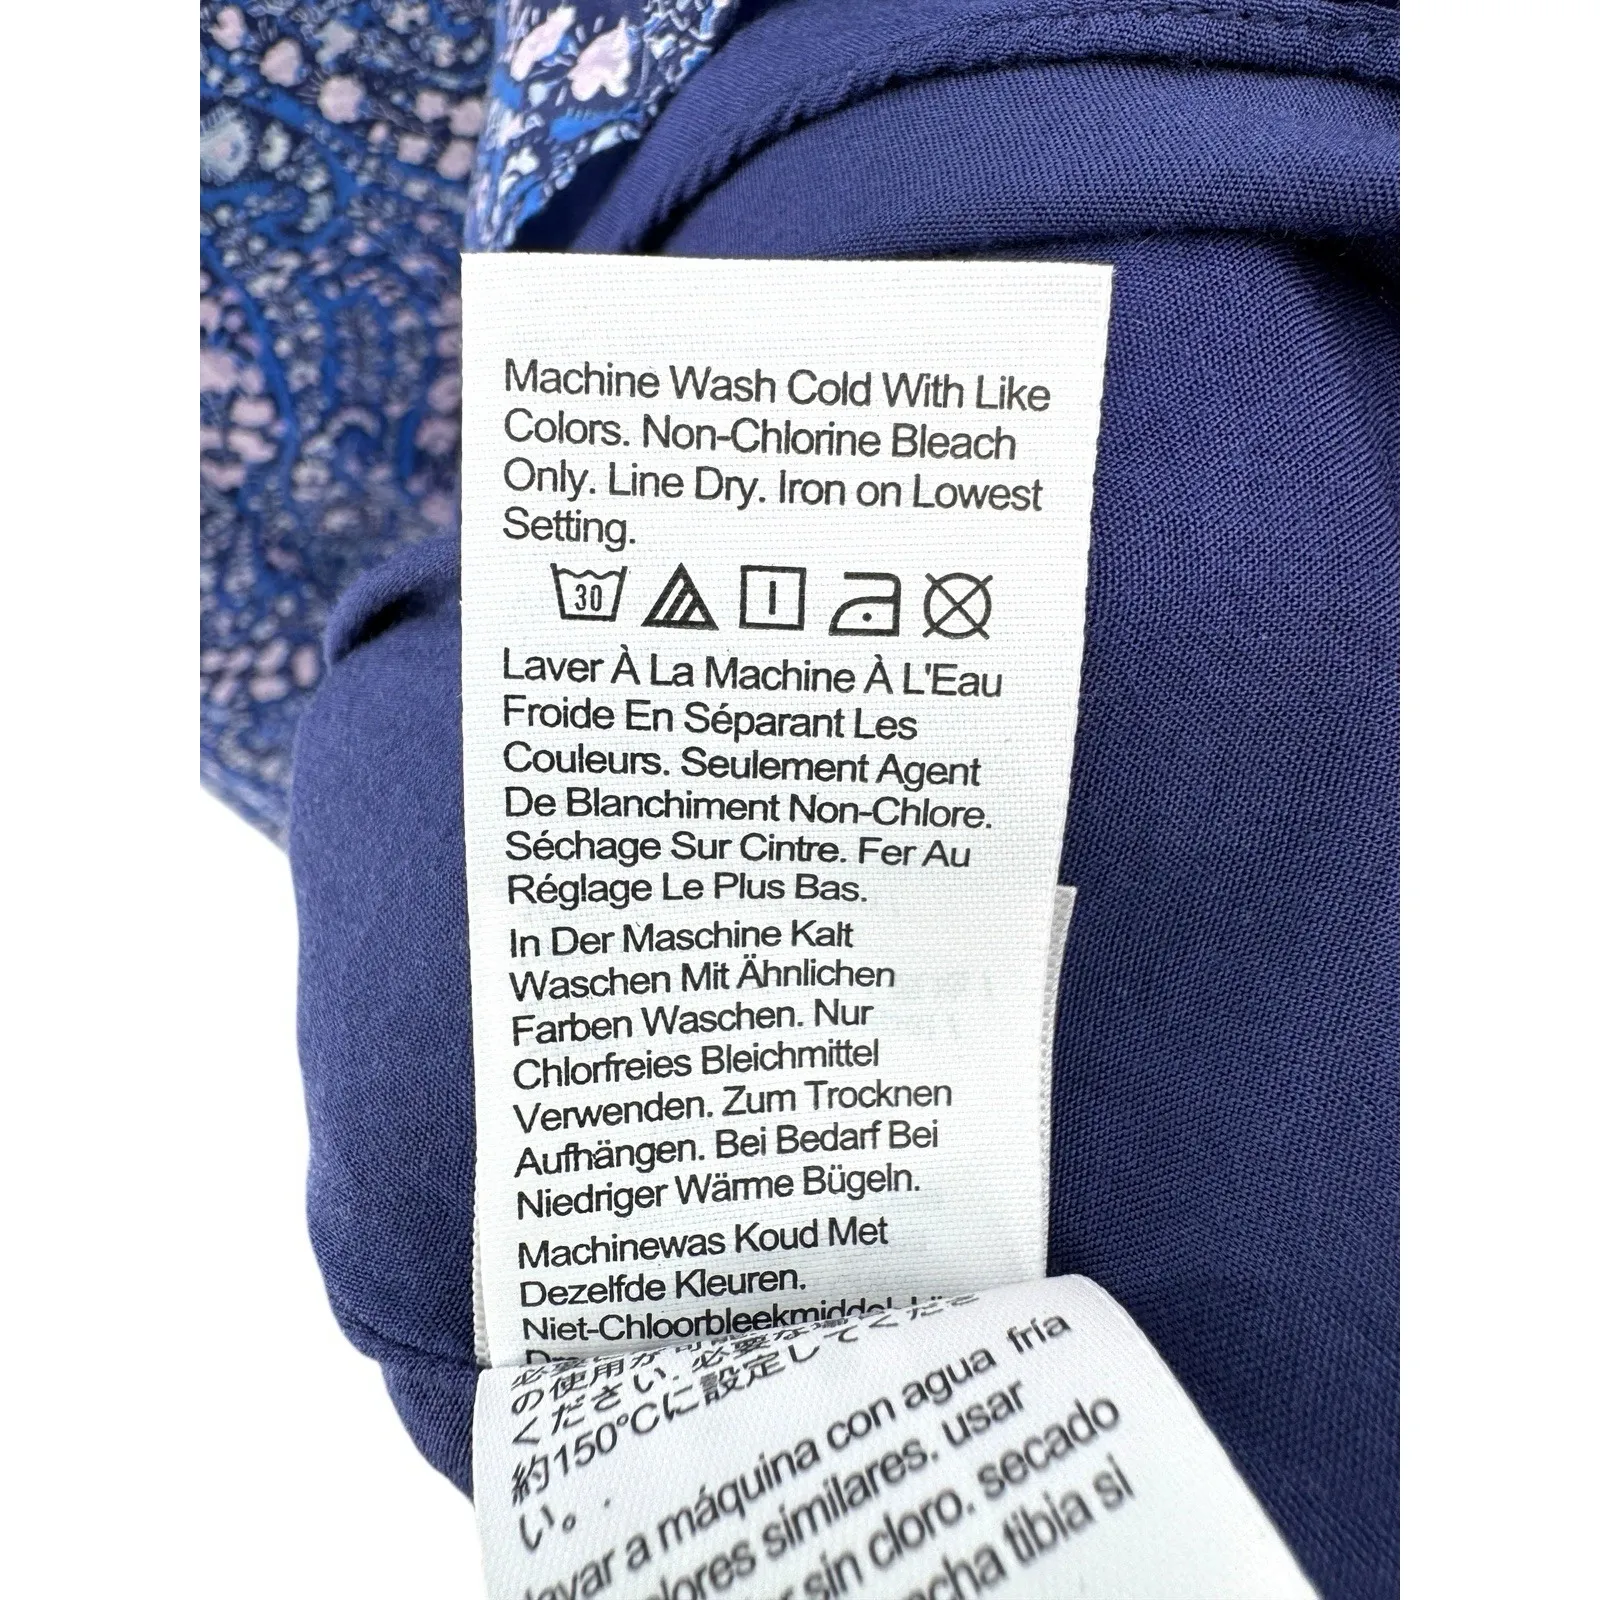 Machine Wash Cold With Like
Colors. Non-Chlorine Bleach
Only. Line Dry. Iron on Lowest
Setting.
30
Laver À La Machine À L'Eau
Froide En Séparant Les
Couleurs. Seulement Agent
De Blanchiment Non-Chlore.
Séchage Sur Cintre. Fer Au
Réglage Le Plus Bas.
In Der Maschine Kalt
Waschen Mit Ähnlichen
Farben Waschen. Nur
Chlorfreies Bleichmittel
Verwenden. Zum Trocknen
Aufhängen. Bei Bedarf Bei
Niedriger Wärme Bügeln.
Machinewas Koud Met
Dezelfde Kleuren.
Niet-Chloorbleekmiddel
の使用が可能
ください. 必要な
約150℃に設定してくださ
い。
a máquina con agua fría
similares. usar
sin cloro. secado
tibia si